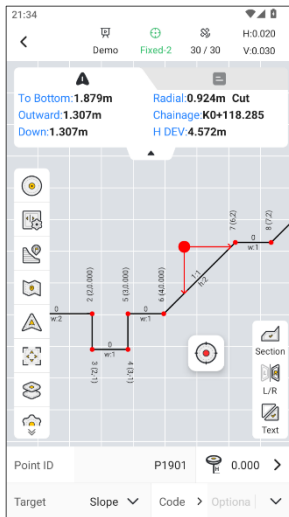 21:34
Demo
Fixed-2
30 / 30
H:0.020
V:0.030
To Bottom:1.879m
Radial:0.924m Cut
Outward:1.307m
Chainage:K0+118.285
Down:1.307m
H DEV:4.572m
0
w:2
2 (2,0.000)
3 (2,-1)
w:1
4 (3,-1)
5 (3,0.000)
0
w:1
6 (4,0.000)
1:1
h:2
7 (6,2)
0
w:1
8 (7,2)
Section
L/R
Text
Point ID
P1901
0.000
Target
Slope
Code
Optiona